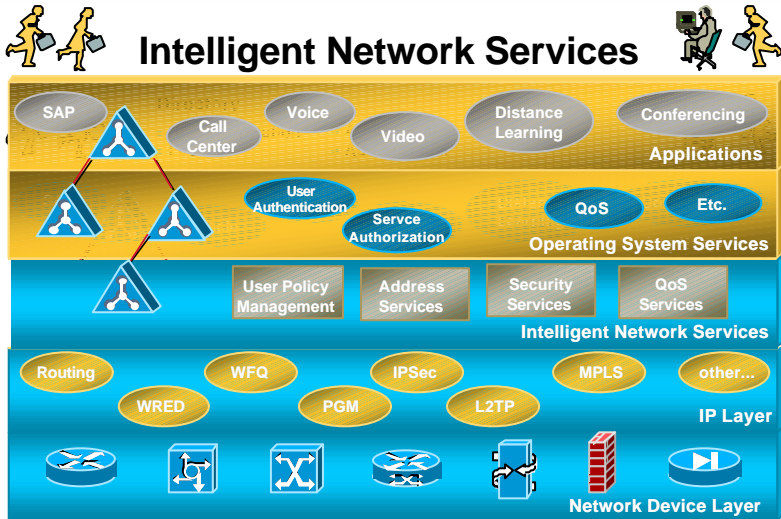 Intelligent Network Services
SAP
Call
Center
Voice
Video
Distance
Learning
Conferencing
Applications
User
Authentication
Servce
Authorization
QoS
Etc.
Operating System Services
User Policy
Management
Address
Services
Security
Services
QoS
Services
Intelligent Network Services
Routing
WRED
WFQ
PGM
IPSec
L2TP
MPLS
other...
IP Layer
Network Device Layer